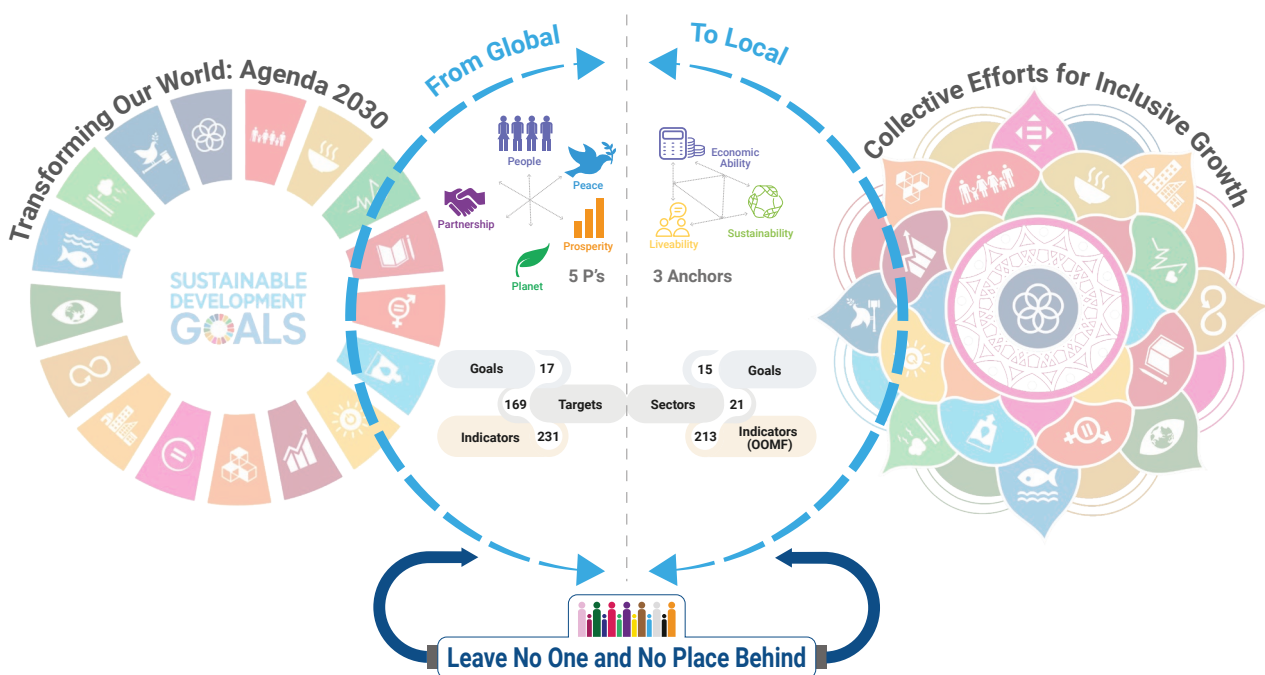 Transforming Our World: Agenda 2030
From Global
To Local
Collective Efforts for Inclusive Growth
People
Peace
Partnership
Prosperity
Planet
5 P's
Economic
Ability
Liveability
Sustainability
3 Anchors
SUSTAINABLE
DEVELOPMENT
GOALS
Goals 17
169 Targets
Indicators 231
15 Goals
Sectors 21
213 Indicators
(OOMF)
Leave No One and No Place Behind